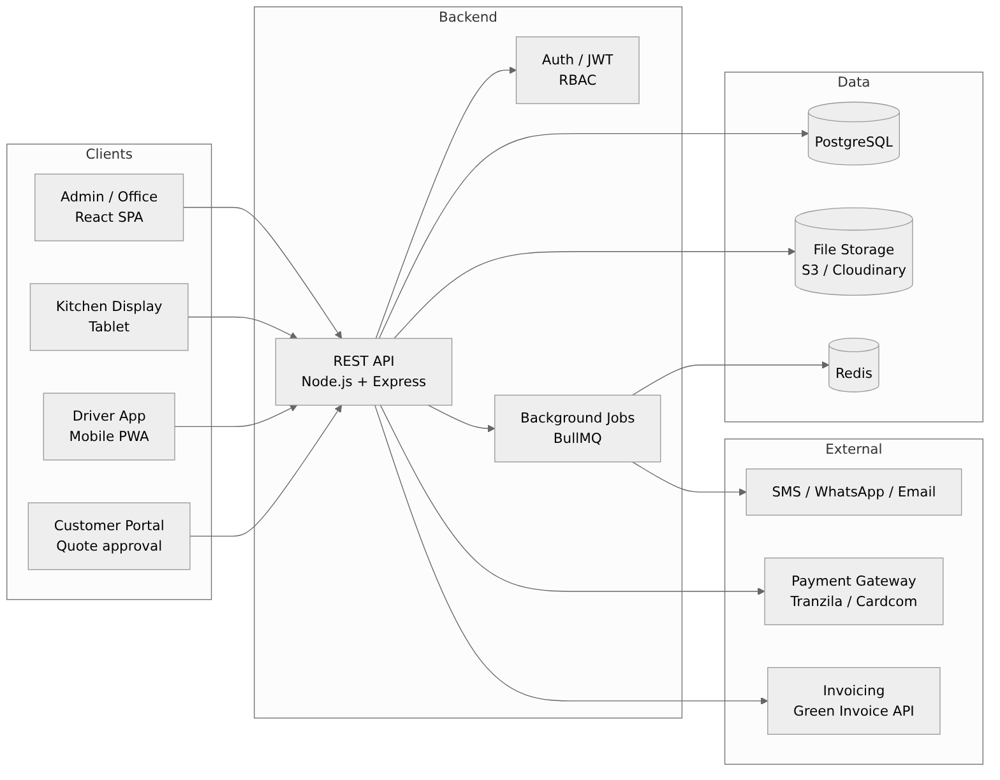 Clients
Admin / Office
React SPA
Kitchen Display
Tablet
Driver App
Mobile PWA
Customer Portal
Quote approval
Backend
Auth / JWT
RBAC
REST API
Node.js + Express
Background Jobs
BullMQ
Data
PostgreSQL
File Storage
S3 / Cloudinary
Redis
External
SMS / WhatsApp / Email
Payment Gateway
Tranzila / Cardcom
Invoicing
Green Invoice API